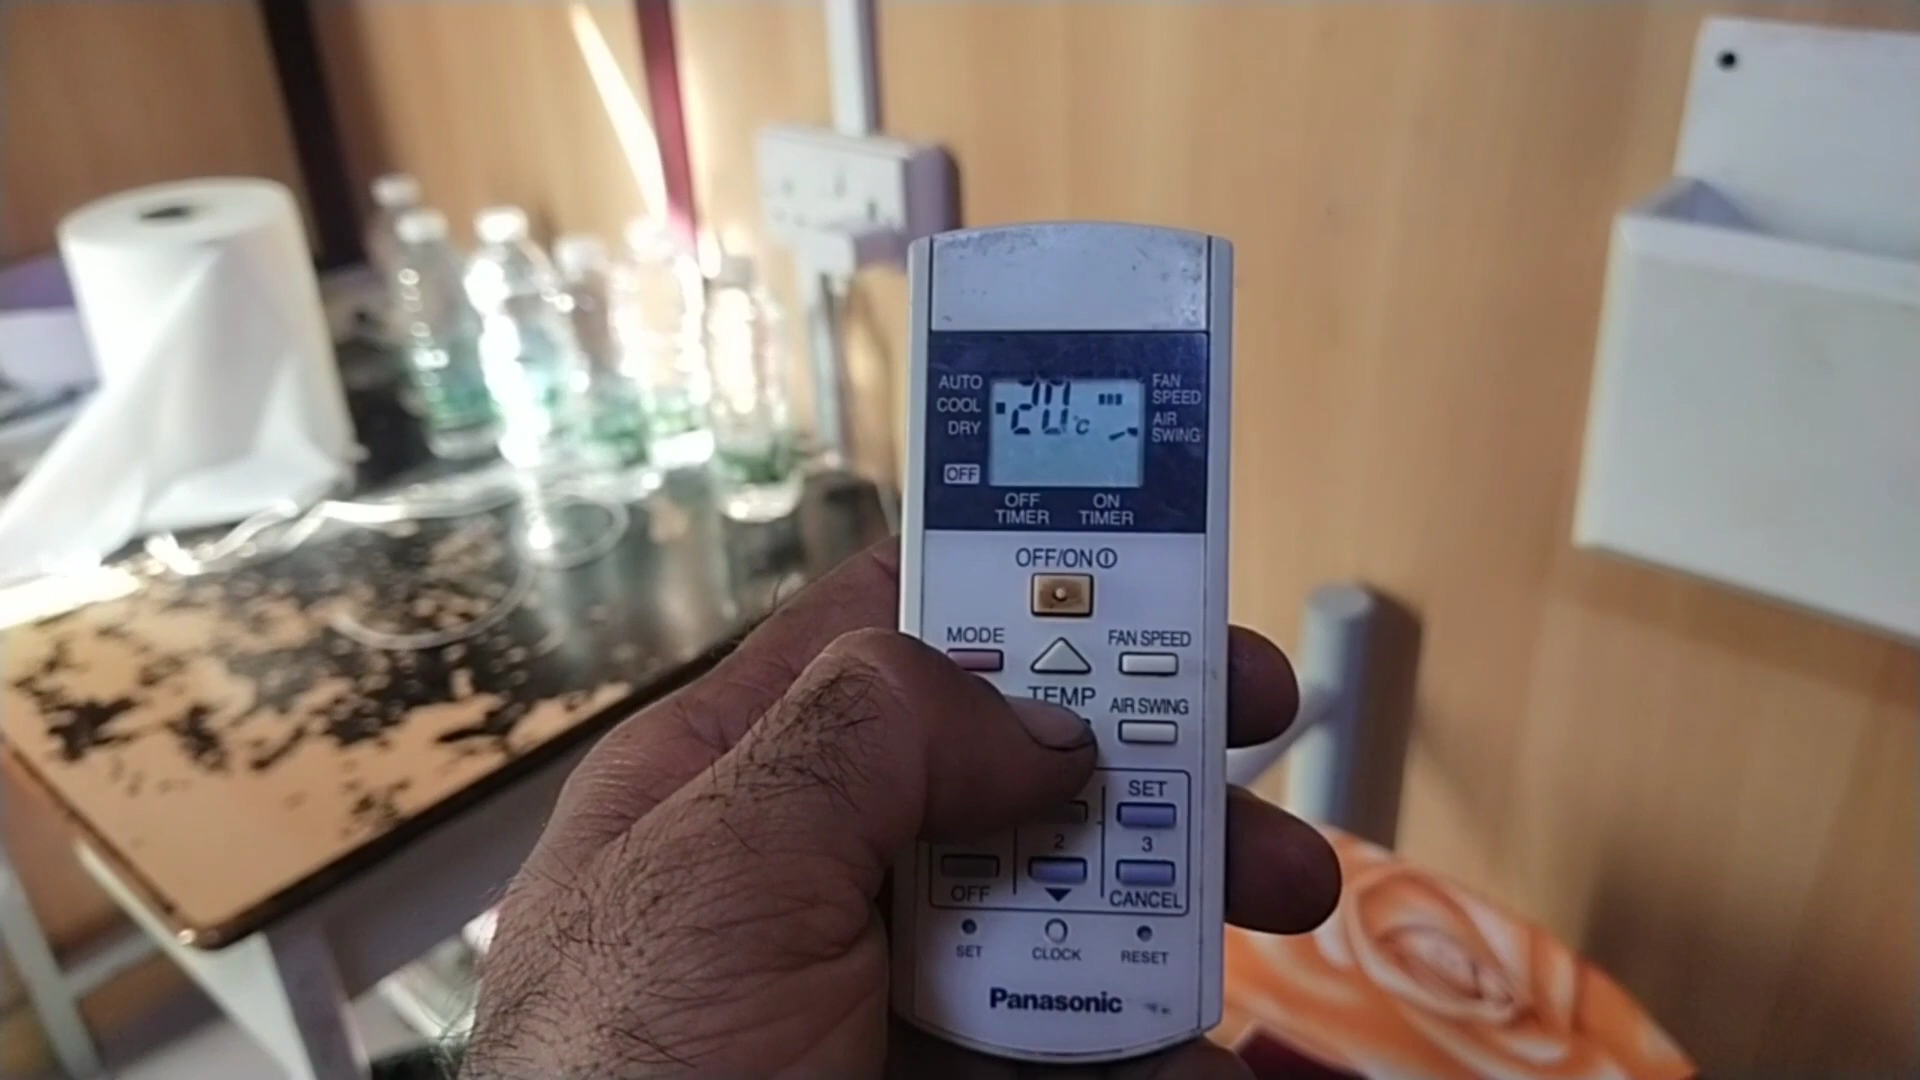 AUTO
COOL
DRY
OFF
20°C
FAN
SPEED
AIR
SWING
OFF
TIMER
ON
TIMER
OFF/ON
MODE
FAN SPEED
TEMP
AIR SWING
SET
2
3
OFF
CANCEL
SET
CLOCK
RESET
Panasonic